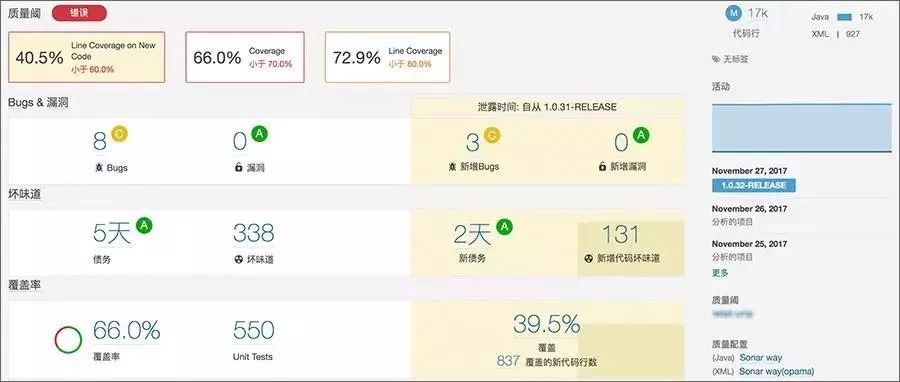 质量阈 错误
40.5% Line Coverage on New Code
小于 60.0%
66.0% Coverage
小于 70.0%
72.9% Line Coverage
小于 80.0%
Bugs & 漏洞
泄露时间: 自从 1.0.31-RELEASE
8 C
Bugs
0 A
漏洞
3 C
新增Bugs
0 A
新增漏洞
坏味道
5天 A
债务
338
坏味道
2天 A
新债务
131
新增代码坏味道
覆盖率
66.0%
覆盖率
550
Unit Tests
39.5%
覆盖
837 覆盖的新代码行数
M 17k
代码行
Java 17k
XML 927
无标签
活动
November 27, 2017
1.0.32-RELEASE
November 26, 2017
分析的项目
November 25, 2017
分析的项目
更多
质量阈
质量配置
(Java) Sonar way
(XML) Sonar way(opama)